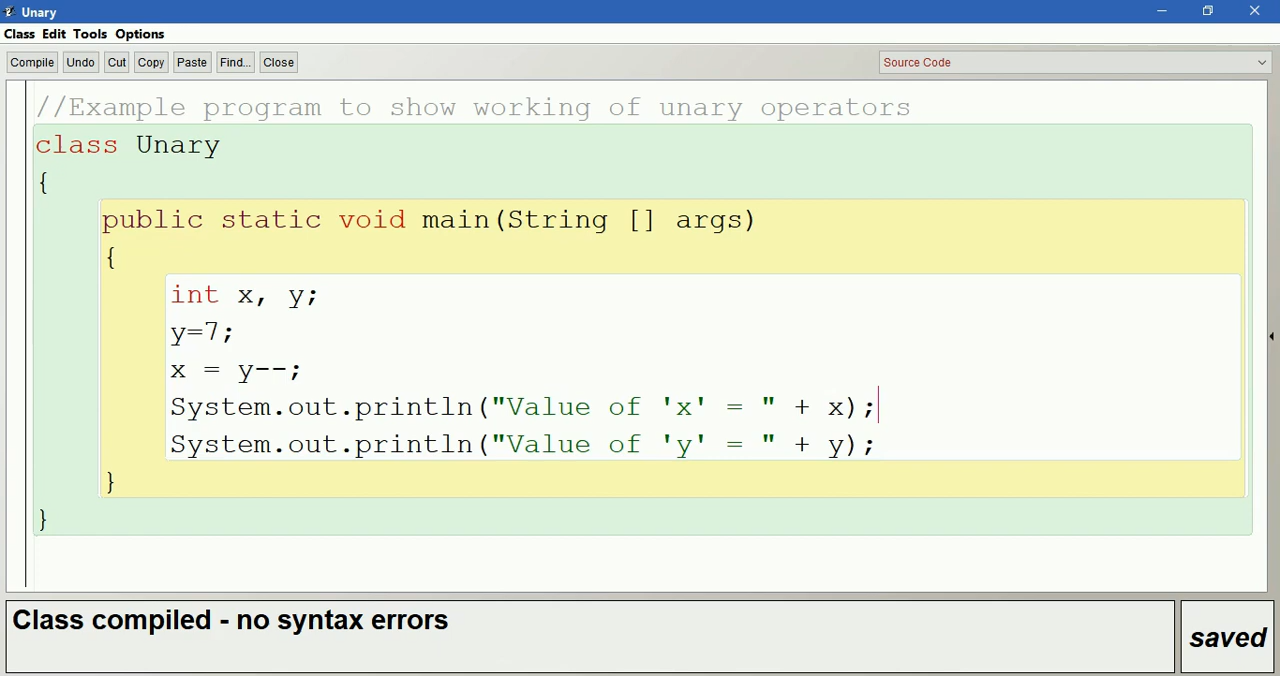 Unary
Class Edit Tools Options
Compile Undo Cut Copy Paste Find... Close Source Code
//Example program to show working of unary operators
class Unary
{
public static void main(String [] args)
{
int x, y;
y=7;
x = y--;
System.out.println("Value of 'x' = " + x);
System.out.println("Value of 'y' = " + y);
}
}
Class compiled - no syntax errors
saved